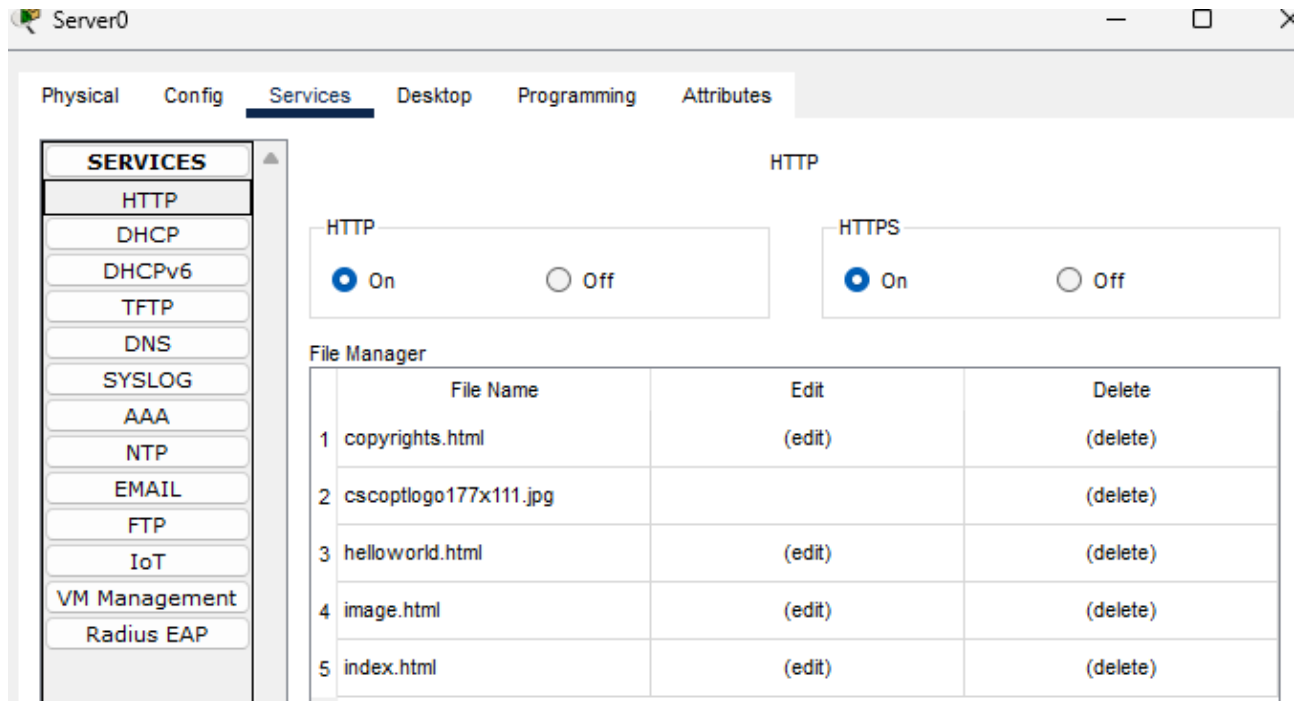 Server0
Physical Config Services Desktop Programming Attributes
SERVICES
HTTP
DHCP
DHCPv6
TFTP
DNS
SYSLOG
AAA
NTP
EMAIL
FTP
IoT
VM Management
Radius EAP
HTTP
HTTP
On Off
HTTPS
On Off
File Manager
File Name Edit Delete
1 copyrights.html (edit) (delete)
2 cscoptlogo177x111.jpg (delete)
3 helloworld.html (edit) (delete)
4 image.html (edit) (delete)
5 index.html (edit) (delete)